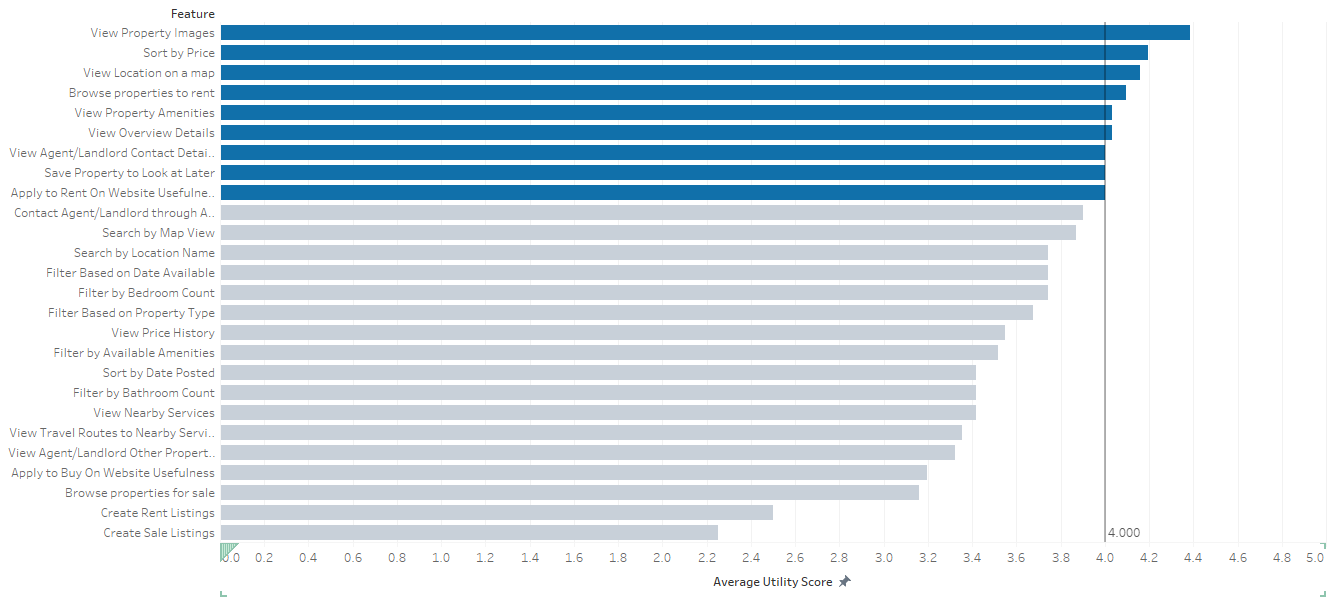 Feature
View Property Images
Sort by Price
View Location on a map
Browse properties to rent
View Property Amenities
View Overview Details
View Agent/Landlord Contact Detai..
Save Property to Look at Later
Apply to Rent On Website Usefulne..
Contact Agent/Landlord through A..
Search by Map View
Search by Location Name
Filter Based on Date Available
Filter by Bedroom Count
Filter Based on Property Type
View Price History
Filter by Available Amenities
Sort by Date Posted
Filter by Bathroom Count
View Nearby Services
View Travel Routes to Nearby Servi..
View Agent/Landlord Other Propert..
Apply to Buy On Website Usefulness
Browse properties for sale
Create Rent Listings
Create Sale Listings
4.000
0.0 0.2 0.4 0.6 0.8 1.0 1.2 1.4 1.6 1.8 2.0 2.2 2.4 2.6 2.8 3.0 3.2 3.4 3.6 3.8 4.0 4.2 4.4 4.6 4.8 5.0
Average Utility Score